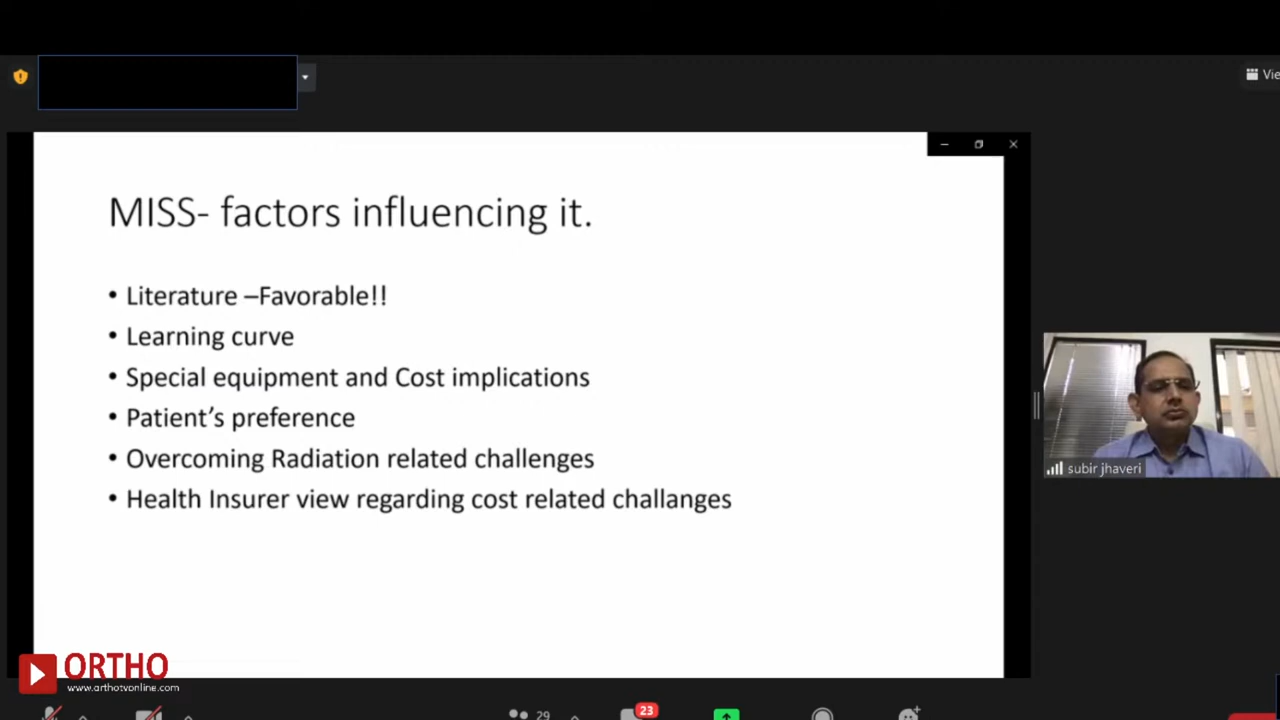 Vie
MISS- factors influencing it.
• Literature –Favorable!!
• Learning curve
• Special equipment and Cost implications
• Patient's preference
• Overcoming Radiation related challenges
• Health Insurer view regarding cost related challanges
subir jhaveri
ORTHO
www.orthotvonline.com
29
23